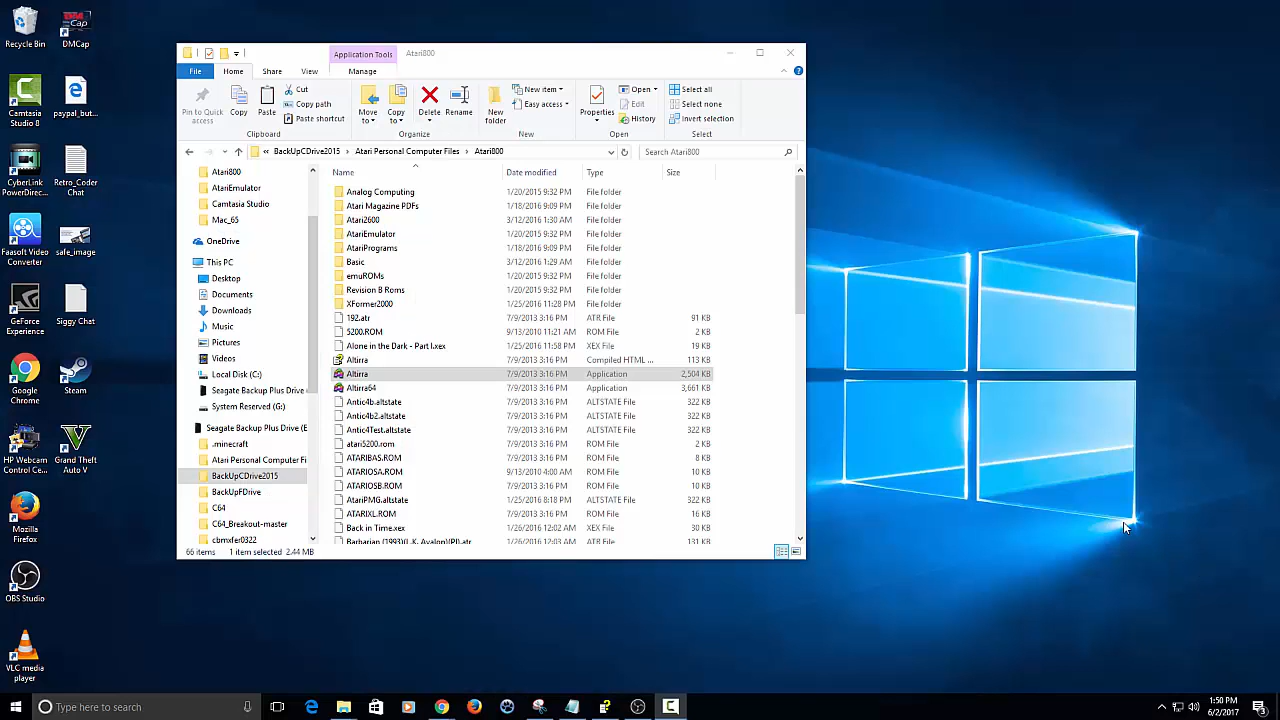 Recycle Bin
DMCap
Camtasia Studio 8
paypal_but...
CyberLink PowerDirec...
Retro_Coder Chat
Faasoft Video Converter
safe_image
GeForce Experience
Siggy Chat
Google Chrome
Steam
HP Webcam Control Ce...
Grand Theft Auto V
Mozilla Firefox
OBS Studio
VLC media player
Application Tools
Atari800
File
Home
Share
View
Manage
Pin to Quick access
Copy
Paste
Cut
Copy path
Paste shortcut
Clipboard
Move to
Copy to
Delete
Rename
Organize
New folder
New item
Easy access
New
Properties
Open
Edit
History
Open
Select all
Select none
Invert selection
Select
« BackUpCDrive2015 > Atari Personal Computer Files > Atari800
Search Atari800
Atari800
AtariEmulator
Camtasia Studio
Mac_65
OneDrive
This PC
Desktop
Documents
Downloads
Music
Pictures
Videos
Local Disk (C:)
Seagate Backup Plus Drive
System Reserved (G:)
Seagate Backup Plus Drive (E
.minecraft
Atari Personal Computer Fi
BackUpCDrive2015
BackUpFDrive
C64
C64_Breakout-master
cbmxfer0322
Name Date modified Type Size
Analog Computing 1/20/2015 9:32 PM File folder
Atari Magazine PDFs 1/18/2016 9:09 PM File folder
Atari2600 3/12/2016 1:30 AM File folder
AtariEmulator 1/20/2015 9:32 PM File folder
AtariPrograms 1/18/2016 9:09 PM File folder
Basic 3/12/2016 1:29 AM File folder
emuROMs 1/20/2015 9:32 PM File folder
Revision B Roms 1/20/2015 9:32 PM File folder
XFormer2000 1/25/2016 11:28 PM File folder
192.atr 7/9/2013 3:16 PM ATR File 91 KB
5200.ROM 9/13/2010 11:21 AM ROM File 2 KB
Alone in the Dark - Part I.xex 1/25/2016 11:58 PM XEX File 19 KB
Altirra 7/9/2013 3:16 PM Compiled HTML ... 113 KB
Altirra 7/9/2013 3:16 PM Application 2,504 KB
Altirra64 7/9/2013 3:16 PM Application 3,661 KB
Antic4b.altstate 7/9/2013 3:16 PM ALTSTATE File 322 KB
Antic4b2.altstate 7/9/2013 3:16 PM ALTSTATE File 322 KB
Antic4Test.altstate 7/9/2013 3:16 PM ALTSTATE File 322 KB
atari5200.rom 7/9/2013 3:16 PM ROM File 2 KB
ATARIBAS.ROM 7/9/2013 3:16 PM ROM File 8 KB
ATARIOSA.ROM 9/13/2010 4:00 AM ROM File 10 KB
ATARIOSB.ROM 7/9/2013 3:16 PM ROM File 10 KB
AtariPMG.altstate 1/25/2016 8:18 PM ALTSTATE File 322 KB
ATARIXL.ROM 7/9/2013 3:16 PM ROM File 16 KB
Back in Time.xex 1/26/2016 12:02 AM XEX File 30 KB
Barbarian (1993)(L.K. Avalon)(PL).atr 1/26/2016 12:03 AM ATR File 131 KB
66 items 1 item selected 2.44 MB
Type here to search
1:50 PM
6/2/2017